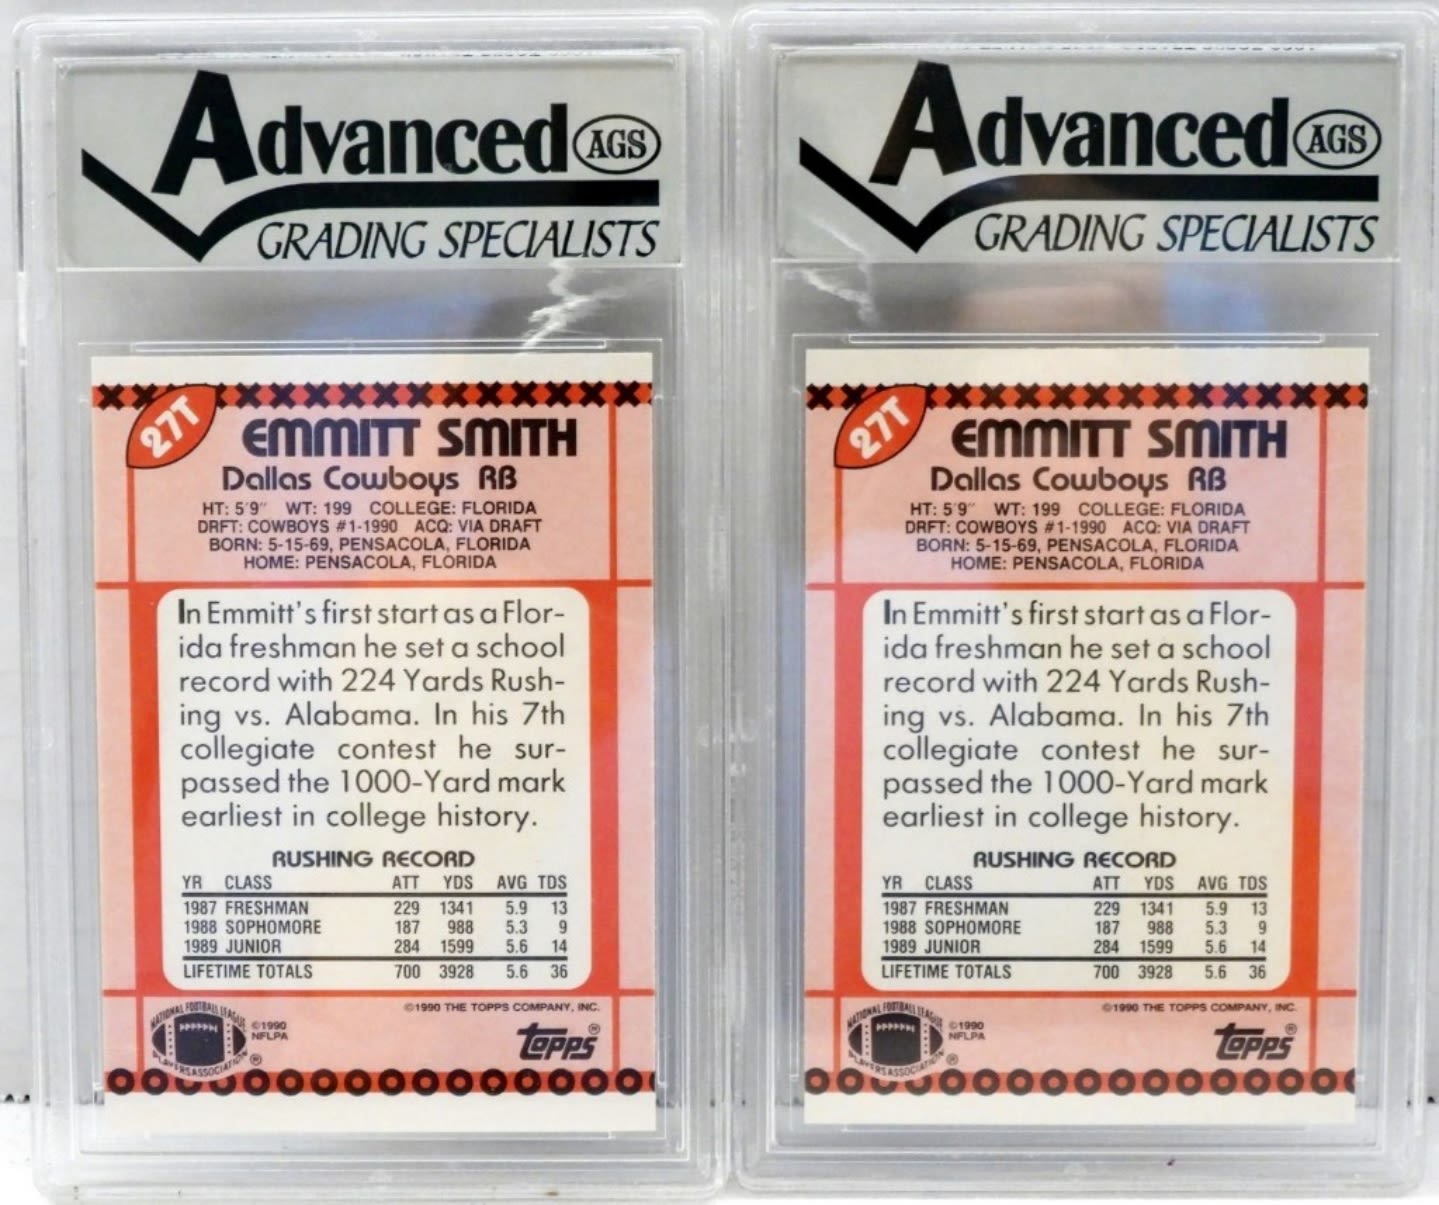 Advanced AGS
GRADING SPECIALISTS
27T
EMMITT SMITH
Dallas Cowboys RB
HT: 5'9" WT: 199 COLLEGE: FLORIDA
DRFT: COWBOYS #1-1990 ACQ: VIA DRAFT
BORN: 5-15-69, PENSACOLA, FLORIDA
HOME: PENSACOLA, FLORIDA
In Emmitt's first start as a Flor-
ida freshman he set a school
record with 224 Yards Rush-
ing vs. Alabama. In his 7th
collegiate contest he sur-
passed the 1000-Yard mark
earliest in college history.
RUSHING RECORD
YR CLASS ATT YDS AVG TDS
1987 FRESHMAN 229 1341 5.9 13
1988 SOPHOMORE 187 988 5.3 9
1989 JUNIOR 284 1599 5.6 14
LIFETIME TOTALS 700 3928 5.6 36
©1990 THE TOPPS COMPANY, INC.
NATIONAL FOOTBALL LEAGUE
PLAYERS ASSOCIATION ®
©1990
NFLPA
topps®
Advanced AGS
GRADING SPECIALISTS
27T
EMMITT SMITH
Dallas Cowboys RB
HT: 5'9" WT: 199 COLLEGE: FLORIDA
DRFT: COWBOYS #1-1990 ACQ: VIA DRAFT
BORN: 5-15-69, PENSACOLA, FLORIDA
HOME: PENSACOLA, FLORIDA
In Emmitt's first start as a Flor-
ida freshman he set a school
record with 224 Yards Rush-
ing vs. Alabama. In his 7th
collegiate contest he sur-
passed the 1000-Yard mark
earliest in college history.
RUSHING RECORD
YR CLASS ATT YDS AVG TDS
1987 FRESHMAN 229 1341 5.9 13
1988 SOPHOMORE 187 988 5.3 9
1989 JUNIOR 284 1599 5.6 14
LIFETIME TOTALS 700 3928 5.6 36
©1990 THE TOPPS COMPANY, INC.
NATIONAL FOOTBALL LEAGUE
PLAYERS ASSOCIATION ®
©1990
NFLPA
topps®